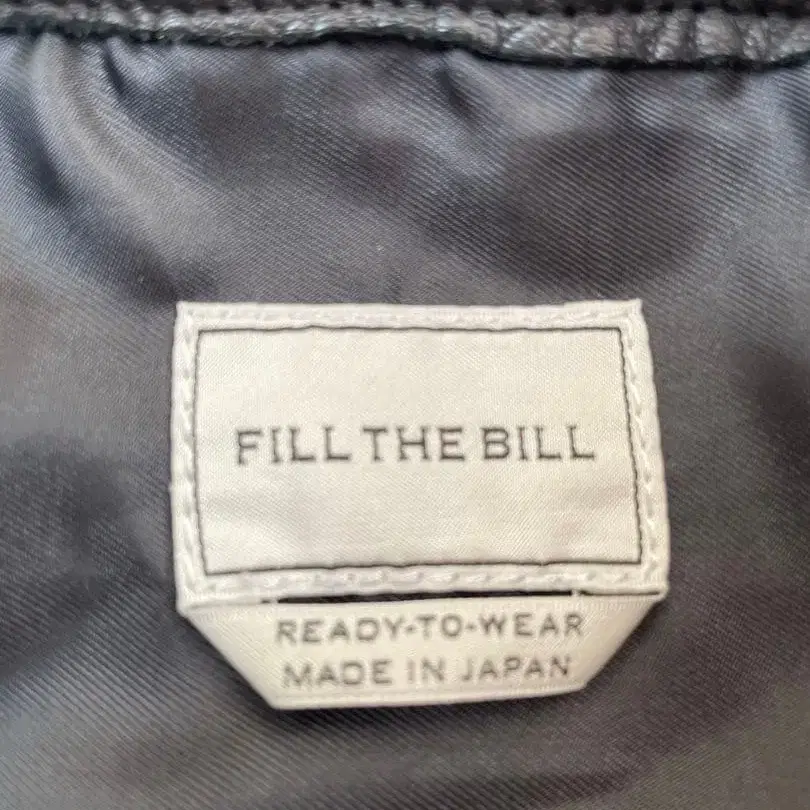 FILL THE BILL
READY-TO-WEAR
MADE IN JAPAN